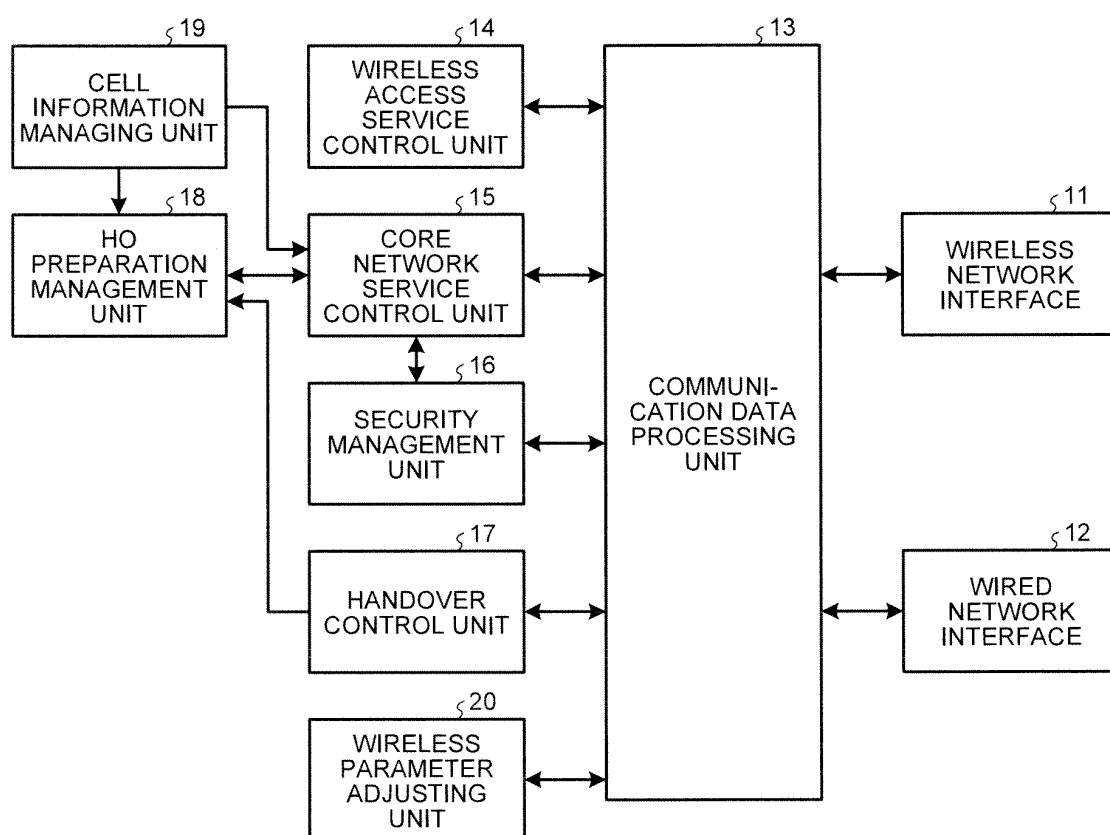 19
CELL
INFORMATION
MANAGING UNIT
14
WIRELESS
ACCESS
SERVICE
CONTROL UNIT
13
COMMUNI-
CATION DATA
PROCESSING
UNIT
18
HO
PREPARATION
MANAGEMENT
UNIT
15
CORE
NETWORK
SERVICE
CONTROL UNIT
11
WIRELESS
NETWORK
INTERFACE
16
SECURITY
MANAGEMENT
UNIT
17
HANDOVER
CONTROL UNIT
12
WIRED
NETWORK
INTERFACE
20
WIRELESS
PARAMETER
ADJUSTING
UNIT